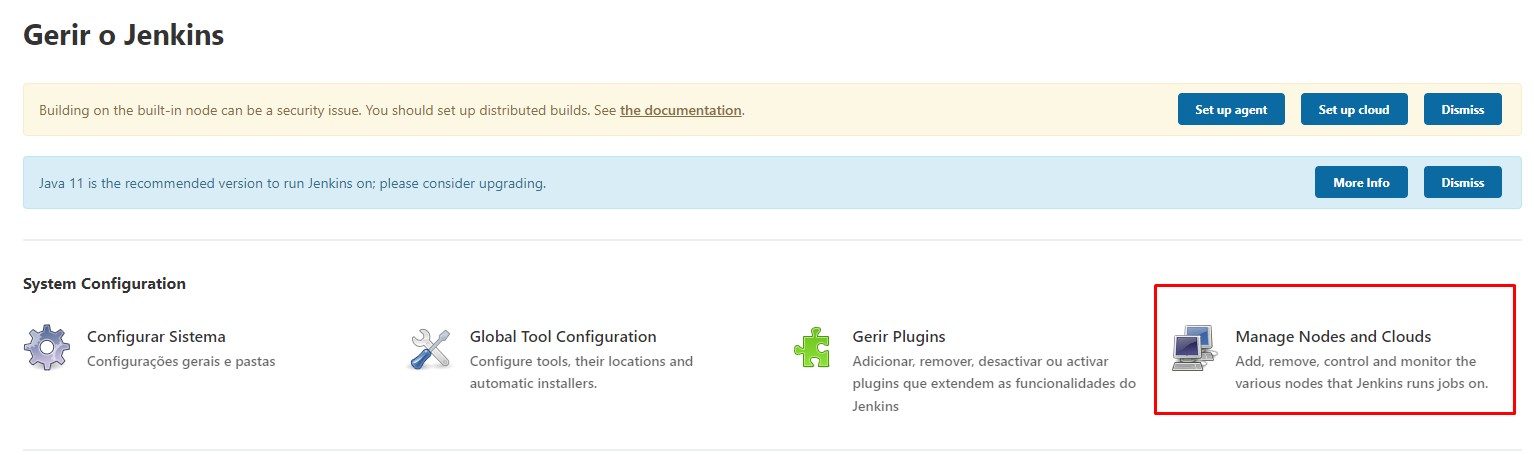 Gerir o Jenkins
Building on the built-in node can be a security issue. You should set up distributed builds. See the documentation.
Set up agent
Set up cloud
Dismiss
Java 11 is the recommended version to run Jenkins on; please consider upgrading.
More Info
Dismiss
System Configuration
Configurar Sistema
Configurações gerais e pastas
Global Tool Configuration
Configure tools, their locations and
automatic installers.
Gerir Plugins
Adicionar, remover, desactivar ou activar
plugins que extendem as funcionalidades do
Jenkins
Manage Nodes and Clouds
Add, remove, control and monitor the
various nodes that Jenkins runs jobs on.